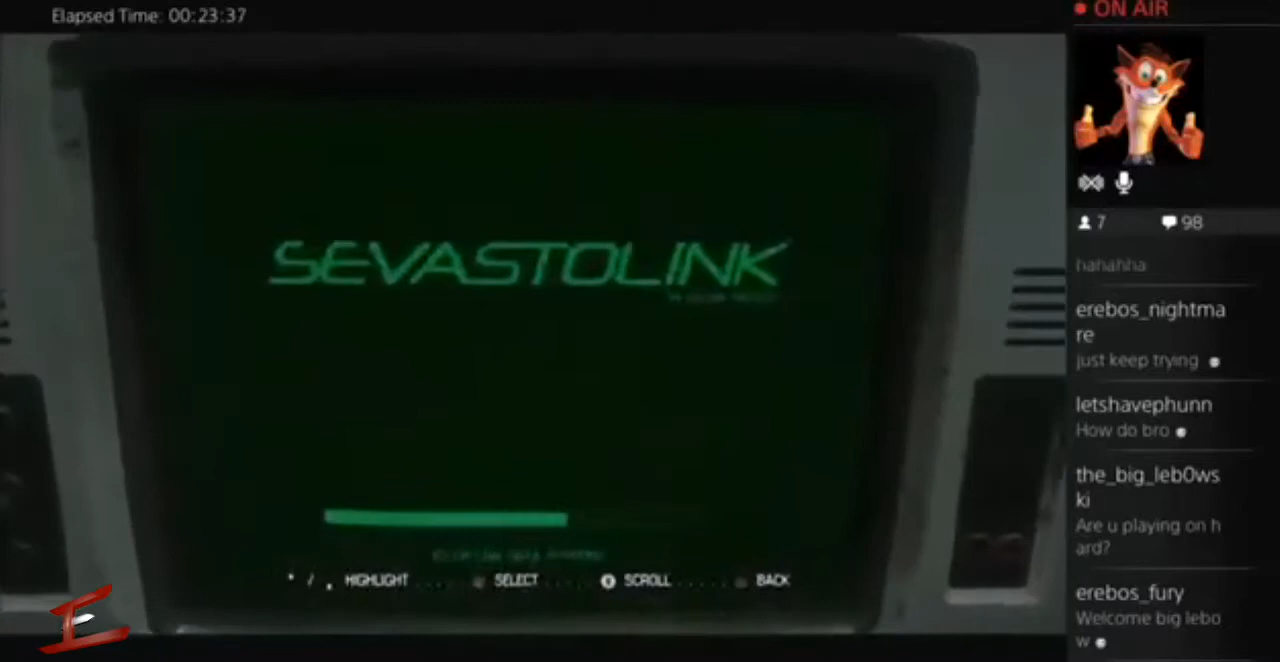 Elapsed Time: 00:23:37
ON AIR
SEVASTOLINK
7 98
hahahha
erebos_nightma
re
just keep trying
letshavephunn
How do bro
the_big_leb0ws
ki
Are u playing on h
ard?
erebos_fury
Welcome big lebo
w
HIGHLIGHT SELECT SCROLL BACK
E